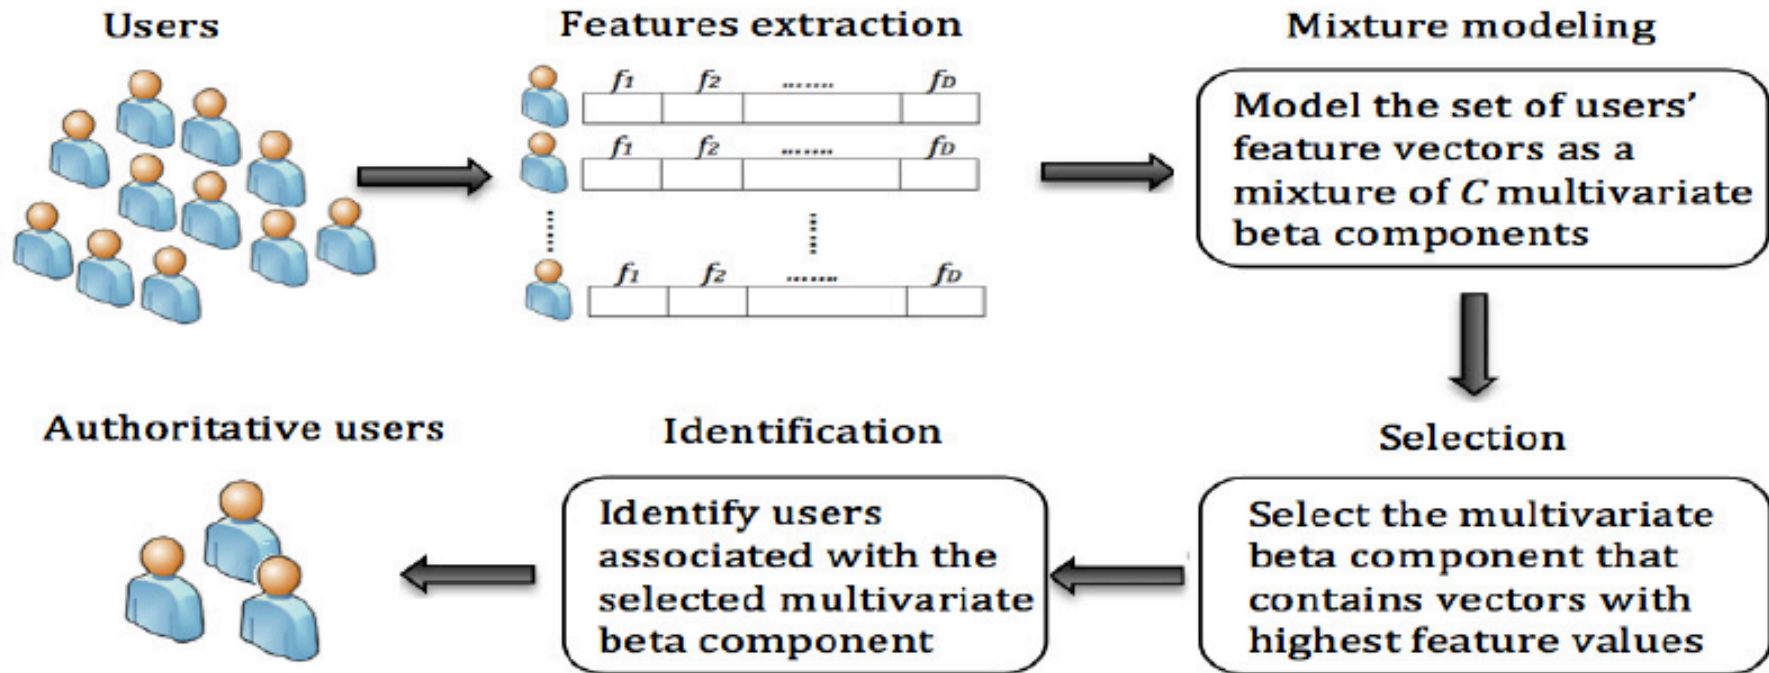 Users
Features extraction
Mixture modeling
f1 f2 ....... fD
f1 f2 ....... fD
f1 f2 ....... fD
Model the set of users’
feature vectors as a
mixture of C multivariate
beta components
Authoritative users
Identification
Selection
Identify users
associated with the
selected multivariate
beta component
Select the multivariate
beta component that
contains vectors with
highest feature values